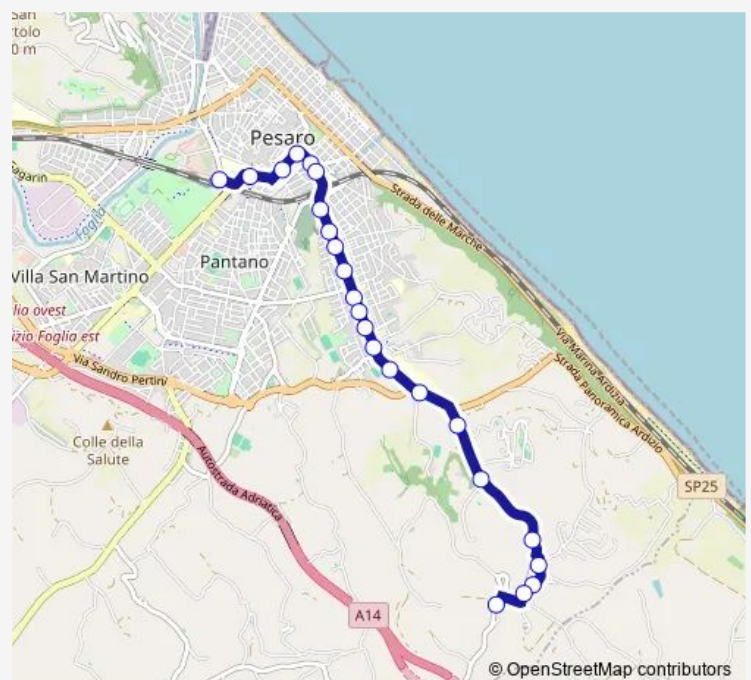 San
tolo
0 m
Pesaro
agarin
Foglia
Strada delle Marche
Villa San Martino
Pantano
lia ovest
izio Foglia est
Via Sandro Pertini
Via Marina Ardizia
Strada Panoramica Ardizio
Colle della
Salute
Autostrada Adriatica
SP25
A14
© OpenStreetMap contributors